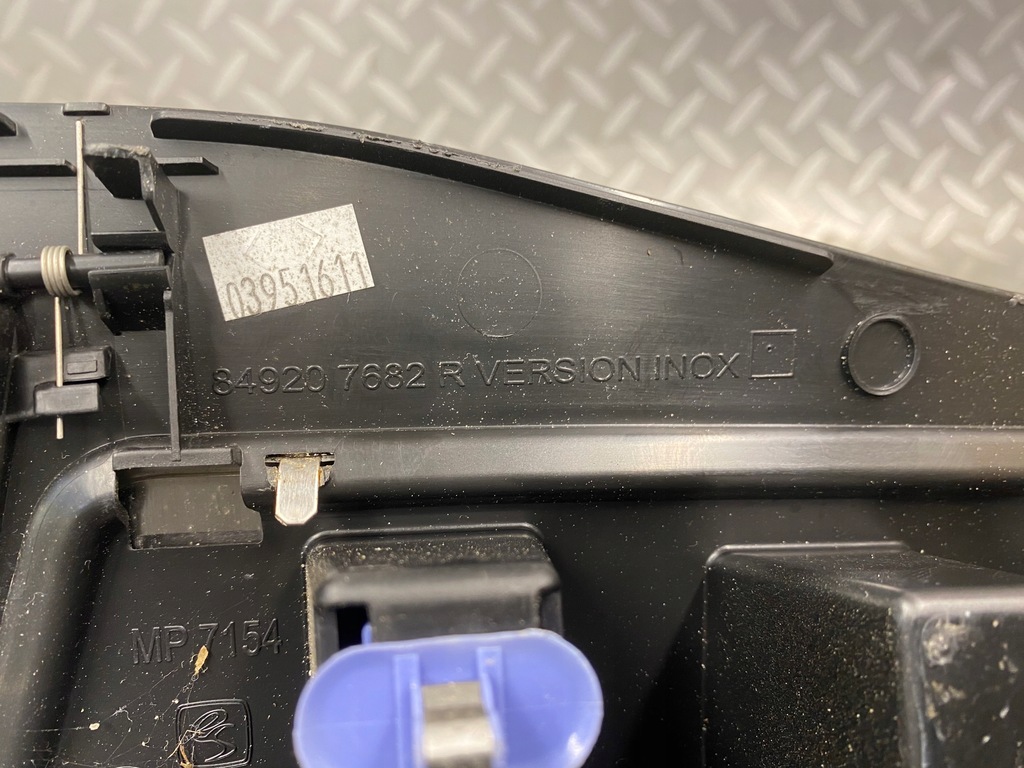 03951611
84920 7682 R VERSION INOX
MP 7154